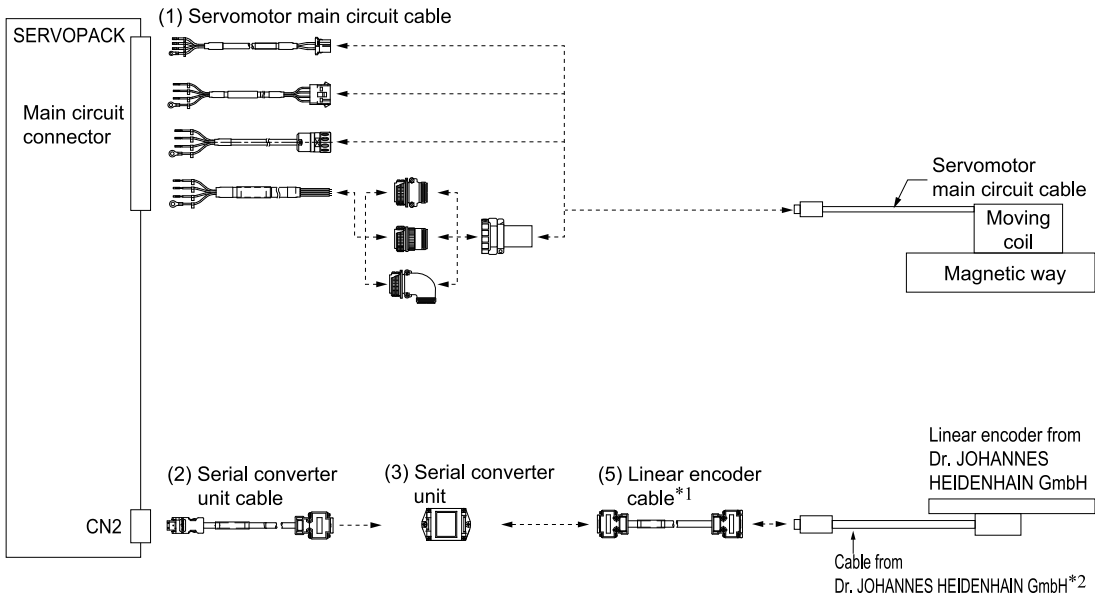 (1) Servomotor main circuit cable
SERVOPACK
Main circuit
connector
Servomotor
main circuit cable
Moving
coil
Magnetic way
(2) Serial converter
unit cable
(3) Serial converter
unit
(5) Linear encoder
cable*1
Linear encoder from
Dr. JOHANNES
HEIDENHAIN GmbH
CN2
Cable from
Dr. JOHANNES HEIDENHAIN GmbH*2